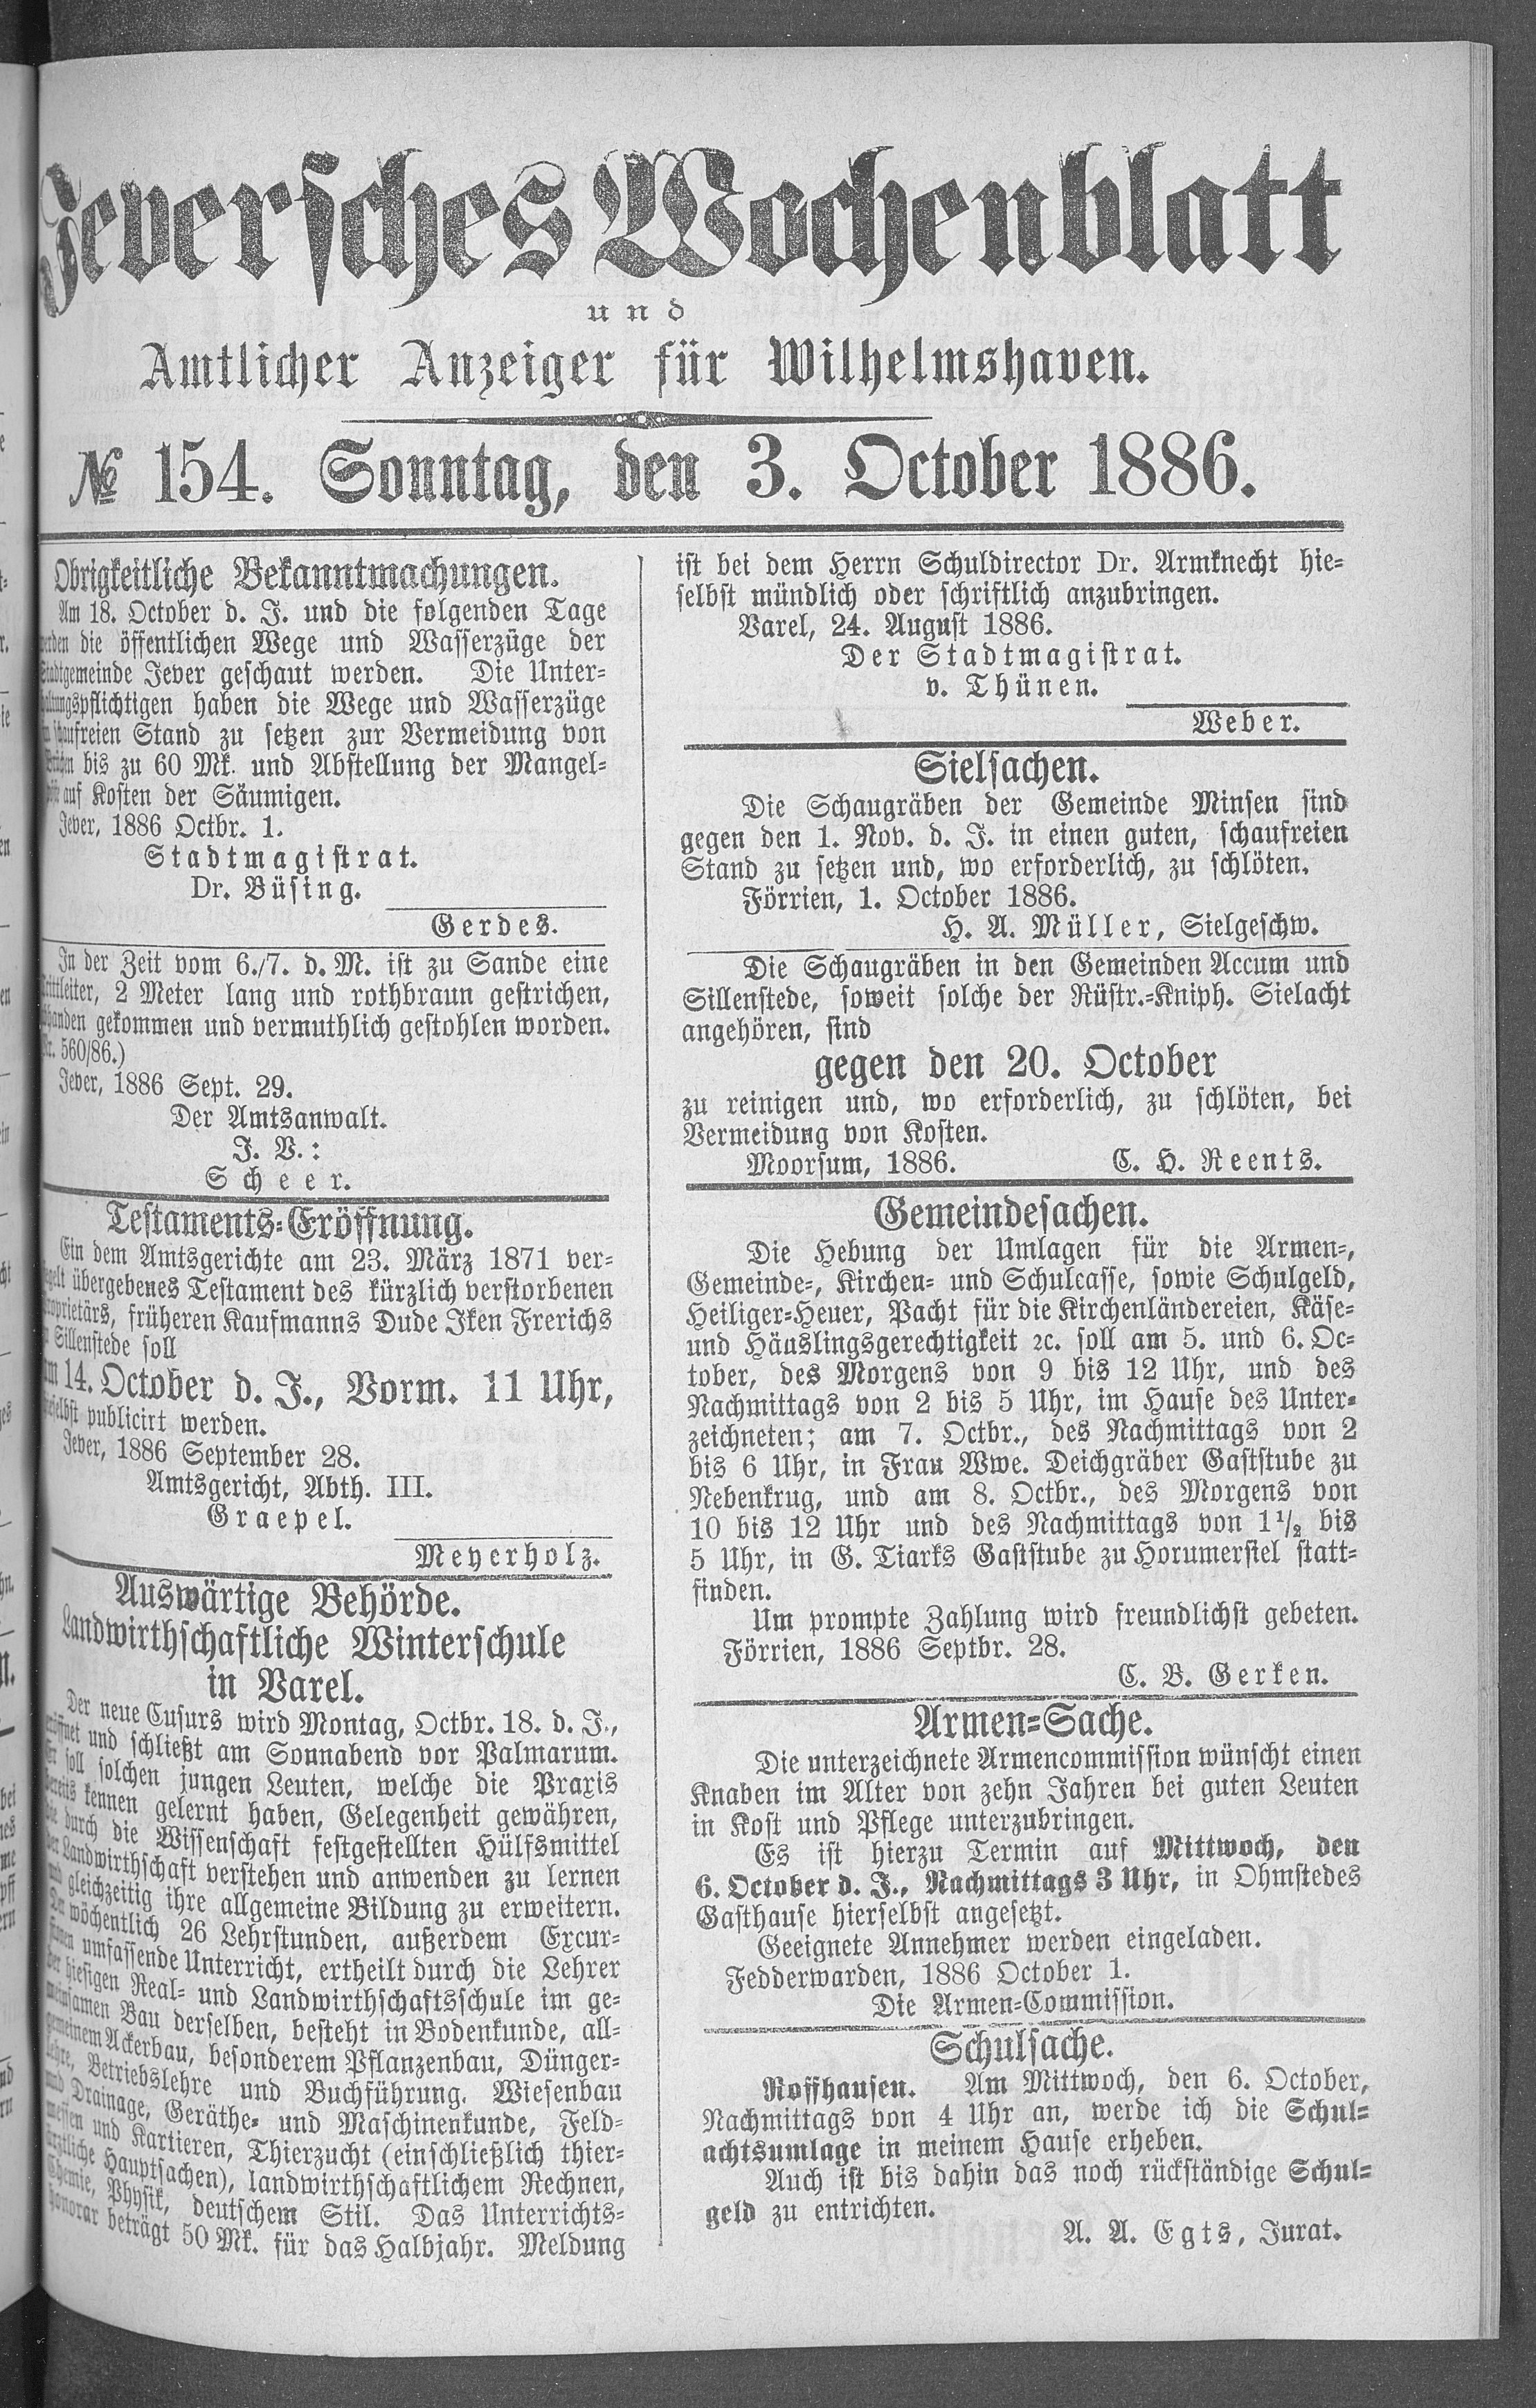 Jeversches Wochenblatt
und
Amtlicher Anzeiger für Wilhelmshaven.
№ 154. Sonntag, den 3. October 1886.
Obrigkeitliche Bekanntmachungen.
Am 18. October d. J. und die folgenden Tage
werden die öffentlichen Wege und Wasserzüge der
Stadtgemeinde Jever geschaut werden. Die Unter-
haltungspflichtigen haben die Wege und Wasserzüge
in schaufreien Stand zu setzen zur Vermeidung von
Brüchen bis zu 60 Mk. und Abstellung der Mangel-
pöste auf Kosten der Säumigen.
Jever, 1886 Octbr. 1.
Stadtmagistrat.
Dr. Büsing.
Gerdes.
In der Zeit vom 6./7. d. M. ist zu Sande eine
Trittleiter, 2 Meter lang und rothbraun gestrichen,
abhanden gekommen und vermuthlich gestohlen worden.
(Nr. 560/86.)
Jever, 1886 Sept. 29.
Der Amtsanwalt.
J. V.:
Scheer.
Testaments-Eröffnung.
Ein dem Amtsgerichte am 23. März 1871 ver-
siegelt übergebenes Testament des kürzlich verstorbenen
Proprietärs, früheren Kaufmanns Dude Iken Frerichs
zu Sillenstede soll
am 14. October d. J., Vorm. 11 Uhr,
hieselbst publicirt werden.
Jever, 1886 September 28.
Amtsgericht, Abth. III.
Graepel.
Meyerholz.
Auswärtige Behörde.
Landwirthschaftliche Winterschule
in Varel.
Der neue Cusurs wird Montag, Octbr. 18. d. J.,
eröffnet und schließt am Sonnabend vor Palmarum.
Er soll solchen jungen Leuten, welche die Praxis
bereits kennen gelernt haben, Gelegenheit gewähren,
die durch die Wissenschaft festgestellten Hülfsmittel
der Landwirthschaft verstehen und anwenden zu lernen
und gleichzeitig ihre allgemeine Bildung zu erweitern.
Der wöchentlich 26 Lehrstunden, außerdem Excur-
sionen umfassende Unterricht, ertheilt durch die Lehrer
der hiesigen Real- und Landwirthschaftsschule im ge-
meinsamen Bau derselben, besteht in Bodenkunde, all-
gemeinem Ackerbau, besonderem Pflanzenbau, Dünger-
lehre, Betriebslehre und Buchführung. Wiesenbau
und Drainage, Geräthe- und Maschinenkunde, Feld-
messen und Kartieren, Thierzucht (einschließlich thier-
ärztliche Hauptsachen), landwirthschaftlichem Rechnen,
Chemie, Physik, deutschem Stil. Das Unterrichts-
honorar beträgt 50 Mk. für das Halbjahr. Meldung
ist bei dem Herrn Schuldirector Dr. Armknecht hie-
selbst mündlich oder schriftlich anzubringen.
Varel, 24. August 1886.
Der Stadtmagistrat.
v. Thünen.
Weber.
Sielsachen.
Die Schaugräben der Gemeinde Minsen sind
gegen den 1. Nov. d. J. in einen guten, schaufreien
Stand zu setzen und, wo erforderlich, zu schlöten.
Förrien, 1. October 1886.
H. A. Müller, Sielgeschw.
Die Schaugräben in den Gemeinden Accum und
Sillenstede, soweit solche der Rüstr.-Kniph. Sielacht
angehören, sind
gegen den 20. October
zu reinigen und, wo erforderlich, zu schlöten, bei
Vermeidung von Kosten.
Moorsum, 1886. C. H. Reents.
Gemeindesachen.
Die Hebung der Umlagen für die Armen-,
Gemeinde-, Kirchen- und Schulcasse, sowie Schulgeld,
Heiliger-Heuer, Pacht für die Kirchenländereien, Käse-
und Häuslingsgerechtigkeit ꝛc. soll am 5. und 6. Oc-
tober, des Morgens von 9 bis 12 Uhr, und des
Nachmittags von 2 bis 5 Uhr, im Hause des Unter-
zeichneten; am 7. Octbr., des Nachmittags von 2
bis 6 Uhr, in Frau Wwe. Deichgräber Gaststube zu
Nebenkrug, und am 8. Octbr., des Morgens von
10 bis 12 Uhr und des Nachmittags von 1½ bis
5 Uhr, in G. Tiarks Gaststube zu Horumersiel statt-
finden.
Um prompte Zahlung wird freundlichst gebeten.
Förrien, 1886 Septbr. 28.
C. B. Gerken.
Armen-Sache.
Die unterzeichnete Armencommission wünscht einen
Knaben im Alter von zehn Jahren bei guten Leuten
in Kost und Pflege unterzubringen.
Es ist hierzu Termin auf Mittwoch, den
6. October d. J., Nachmittags 3 Uhr, in Ohmstedes
Gasthause hierselbst angesetzt.
Geeignete Annehmer werden eingeladen.
Fedderwarden, 1886 October 1.
Die Armen-Commission.
Schulsache.
Roffhausen. Am Mittwoch, den 6. October,
Nachmittags von 4 Uhr an, werde ich die Schul-
achtsumlage in meinem Hause erheben.
Auch ist bis dahin das noch rückständige Schul-
geld zu entrichten.
A. A. Egts, Jurat.